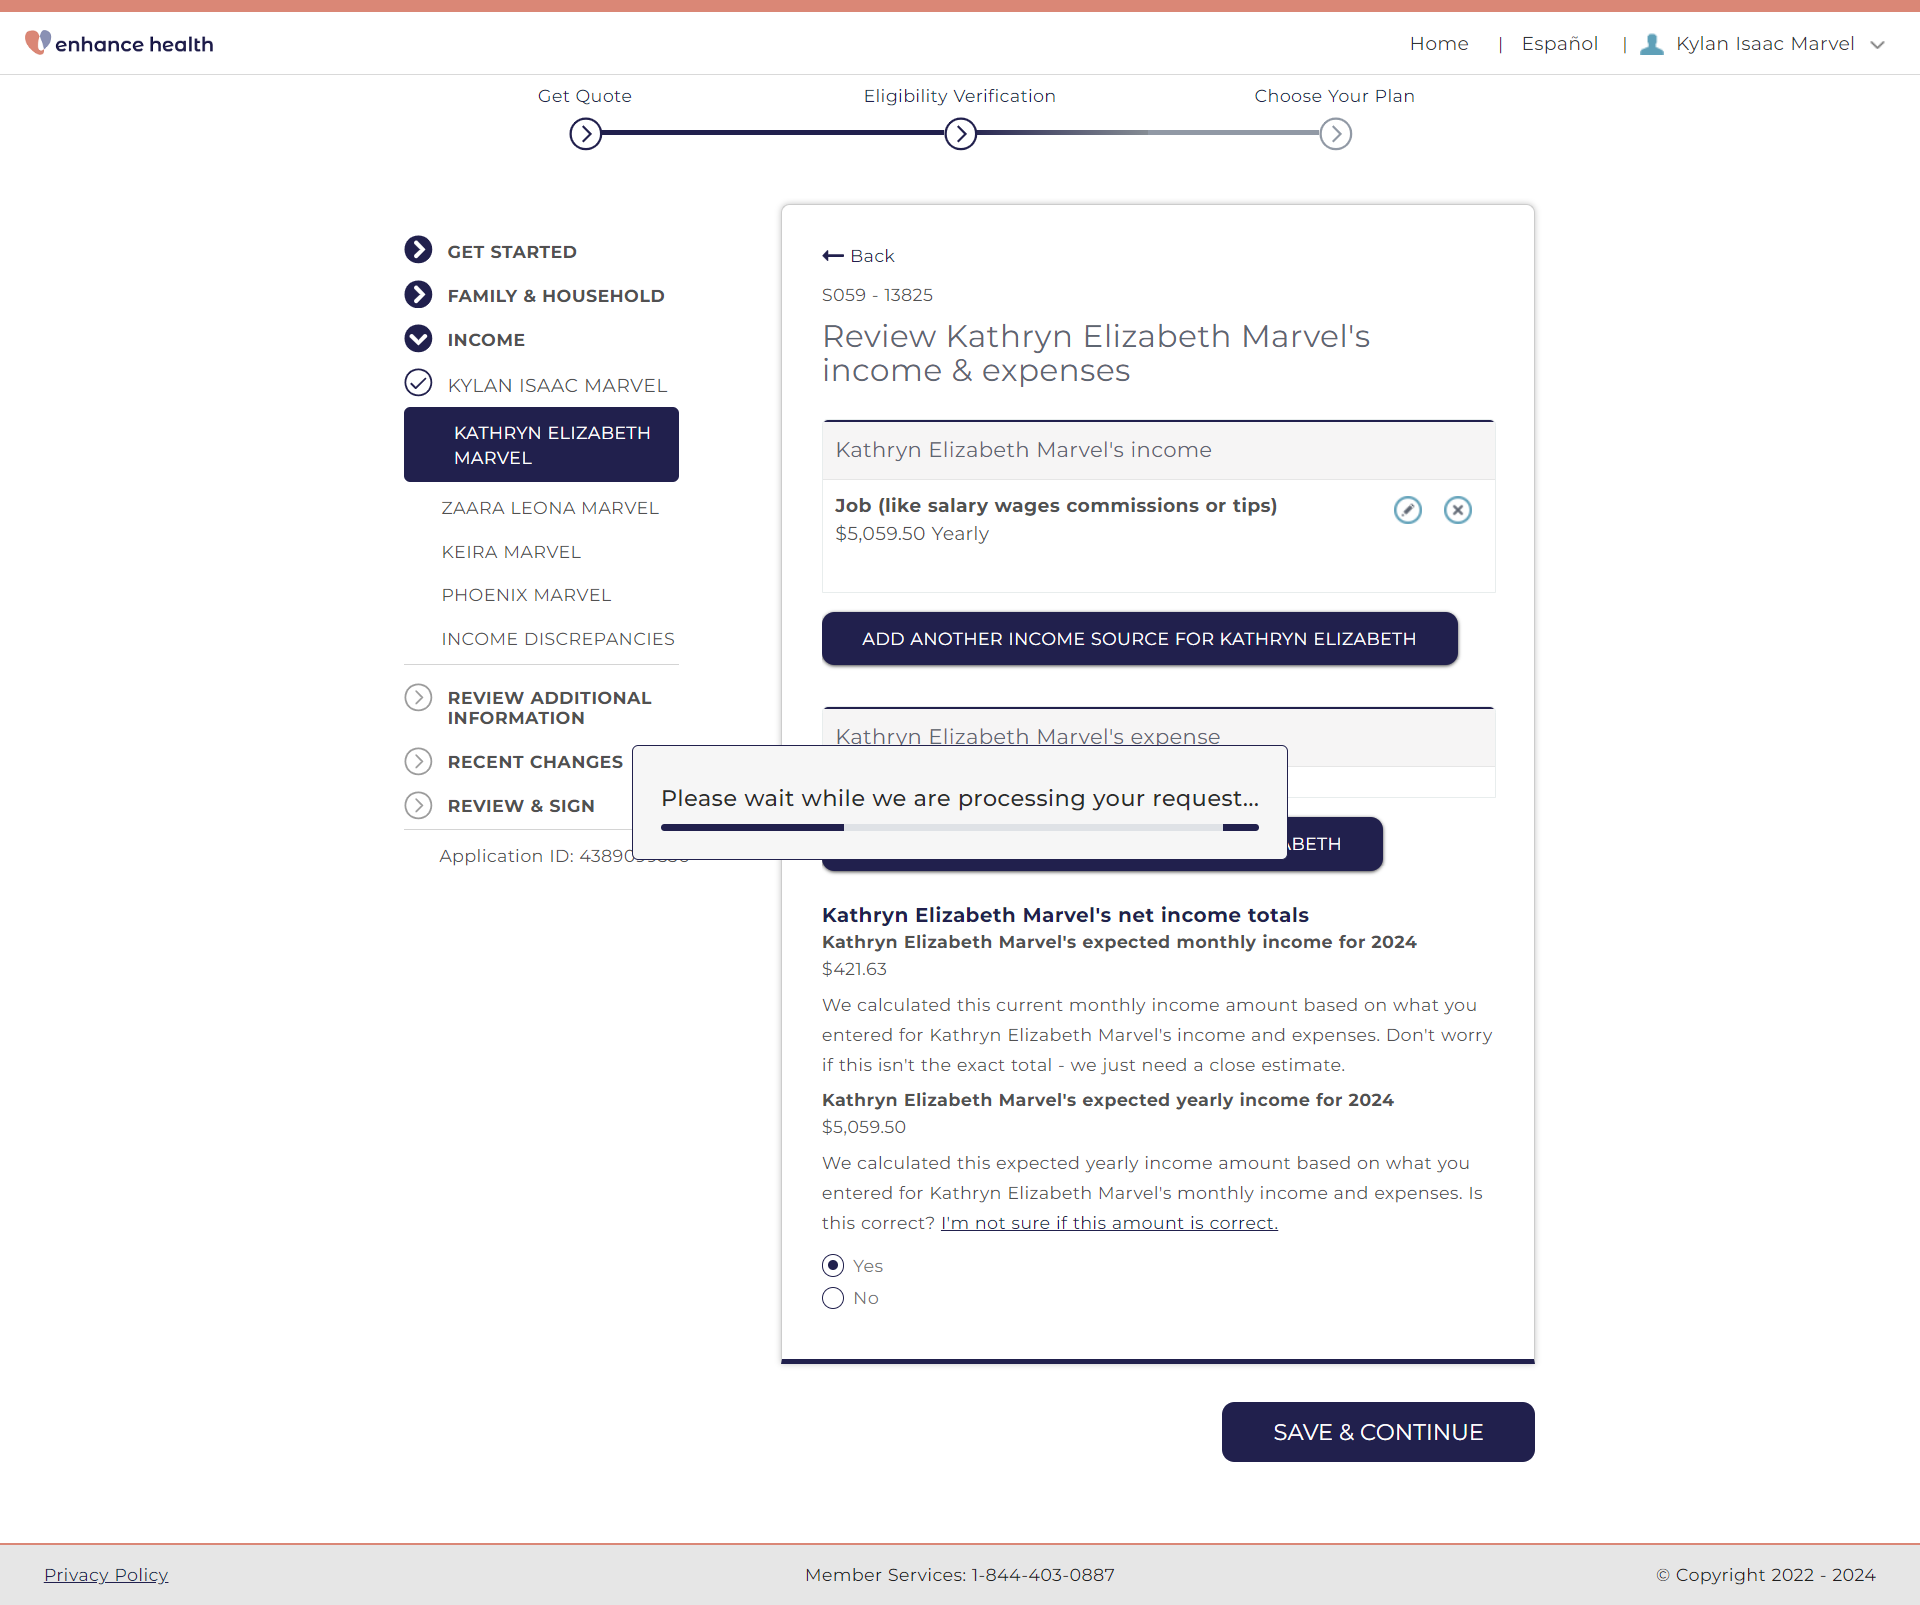 enhance health
Home | Español | Kylan Isaac Marvel
Get Quote
Eligibility Verification
Choose Your Plan
GET STARTED
FAMILY & HOUSEHOLD
INCOME
KYLAN ISAAC MARVEL
KATHRYN ELIZABETH
MARVEL
ZAARA LEONA MARVEL
KEIRA MARVEL
PHOENIX MARVEL
INCOME DISCREPANCIES
REVIEW ADDITIONAL
INFORMATION
RECENT CHANGES
REVIEW & SIGN
Application ID:
Back
S059 - 13825
Review Kathryn Elizabeth Marvel's
income & expenses
Kathryn Elizabeth Marvel's income
Job (like salary wages commissions or tips)
$5,059.50 Yearly
ADD ANOTHER INCOME SOURCE FOR KATHRYN ELIZABETH
Kathryn Elizabeth Marvel's expense
Please wait while we are processing your request...
BETH
Kathryn Elizabeth Marvel's net income totals
Kathryn Elizabeth Marvel's expected monthly income for 2024
$421.63
We calculated this current monthly income amount based on what you
entered for Kathryn Elizabeth Marvel's income and expenses. Don't worry
if this isn't the exact total - we just need a close estimate.
Kathryn Elizabeth Marvel's expected yearly income for 2024
$5,059.50
We calculated this expected yearly income amount based on what you
entered for Kathryn Elizabeth Marvel's monthly income and expenses. Is
this correct? I'm not sure if this amount is correct.
Yes
No
SAVE & CONTINUE
Privacy Policy
Member Services: 1-844-403-0887
© Copyright 2022 - 2024